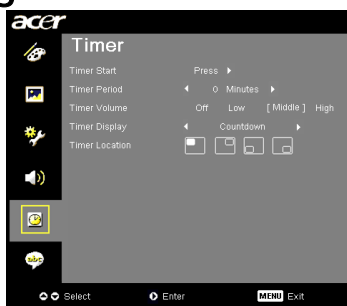 acer
Timer
Timer Start Press
Timer Period 0 Minutes
Timer Volume Off Low [ Middle ] High
Timer Display Countdown
Timer Location
abc
Select Enter MENU Exit